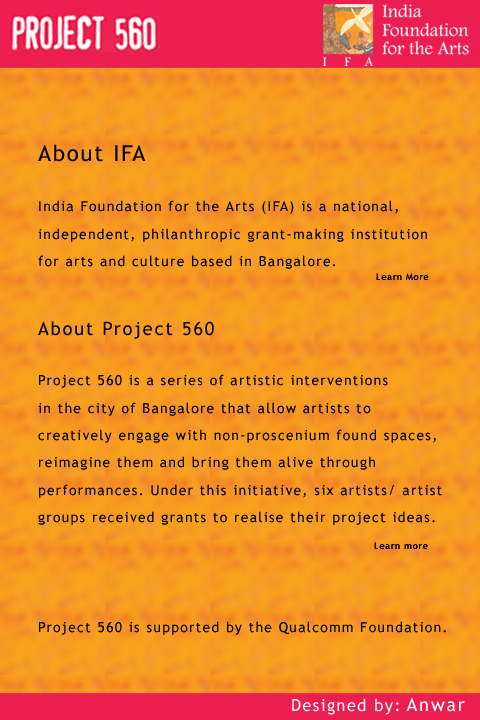 PROJECT 560
India
Foundation
for the Arts
I F A
About IFA
India Foundation for the Arts (IFA) is a national,
independent, philanthropic grant-making institution
for arts and culture based in Bangalore.
Learn More
About Project 560
Project 560 is a series of artistic interventions
in the city of Bangalore that allow artists to
creatively engage with non-proscenium found spaces,
reimagine them and bring them alive through
performances. Under this initiative, six artists/ artist
groups received grants to realise their project ideas.
Learn more
Project 560 is supported by the Qualcomm Foundation.
Designed by: Anwar